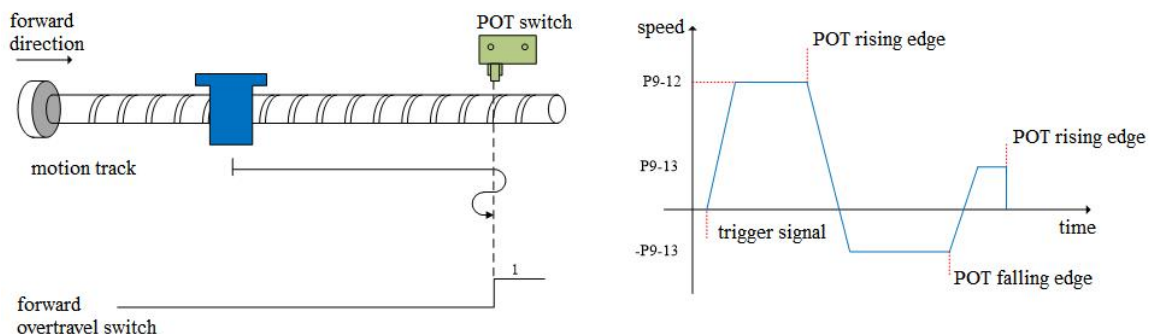 forward
direction
POT switch
motion track
1
forward
overtravel switch
speed
POT rising edge
P9-12
POT rising edge
P9-13
time
trigger signal
-P9-13
POT falling edge